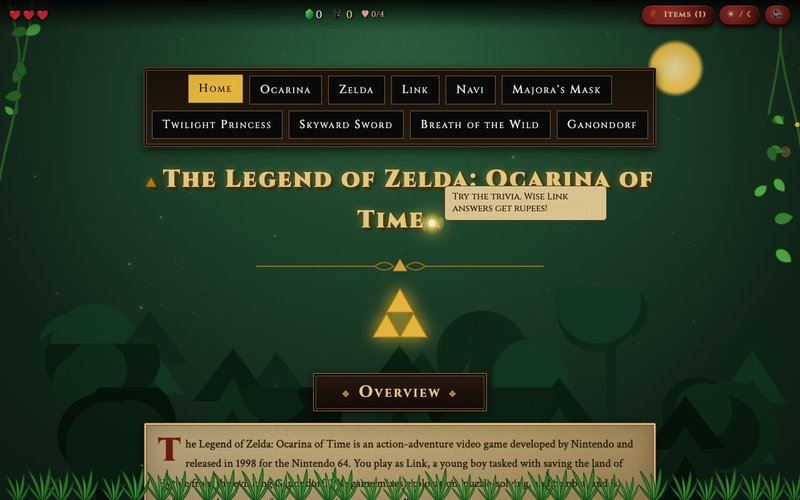 0 0 0/4
Items (I) / 
Home Ocarina Zelda Link Navi Majora's Mask
Twilight Princess Skyward Sword Breath of the Wild Ganondorf
The Legend of Zelda: Ocarina of
Time
Try the trivia. Wise Link
answers get rupees!
Overview
The Legend of Zelda: Ocarina of Time is an action-adventure video game developed by Nintendo and
released in 1998 for the Nintendo 64. You play as Link, a young boy tasked with saving the land of